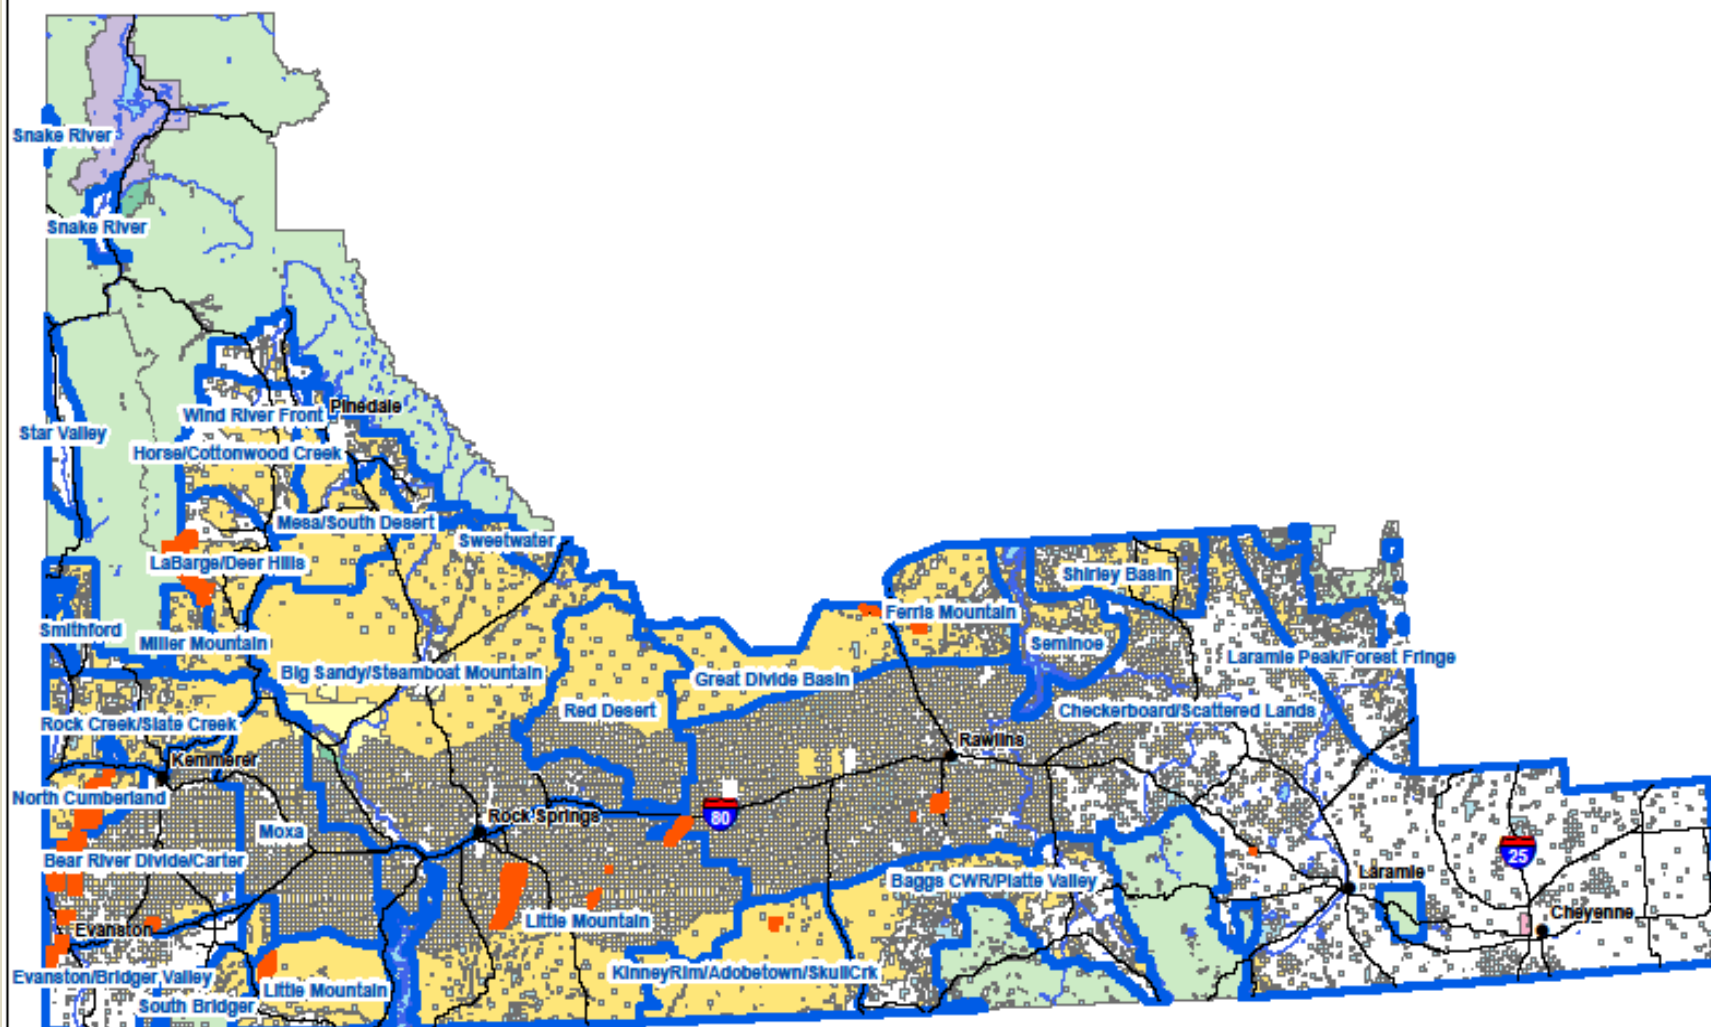 Snake River
Snake River
Wind River Front
Pinedale
Star Valley
Horse/Cottonwood Creek
Mesa/South Desert
Sweetwater
LaBarge/Deer Hills
Shirley Basin
Ferris Mountain
Smithford
Miller Mountain
Seminoe
Laramie Peak/Forest Fringe
Big Sandy/Steamboat Mountain
Great Divide Basin
Red Desert
Checkerboard/Scattered Lands
Rock Creek/Slate Creek
Rawlins
Kemmerer
North Cumberland
Rock Springs
80
Moxa
25
Bear River Divide/Carter
Laramie
Baggs CWR/Platte Valley
Little Mountain
Cheyenne
Evanston
Evanston/Bridger Valley
KinneyRim/Adobetown/SkullCrk
Little Mountain
South Bridger